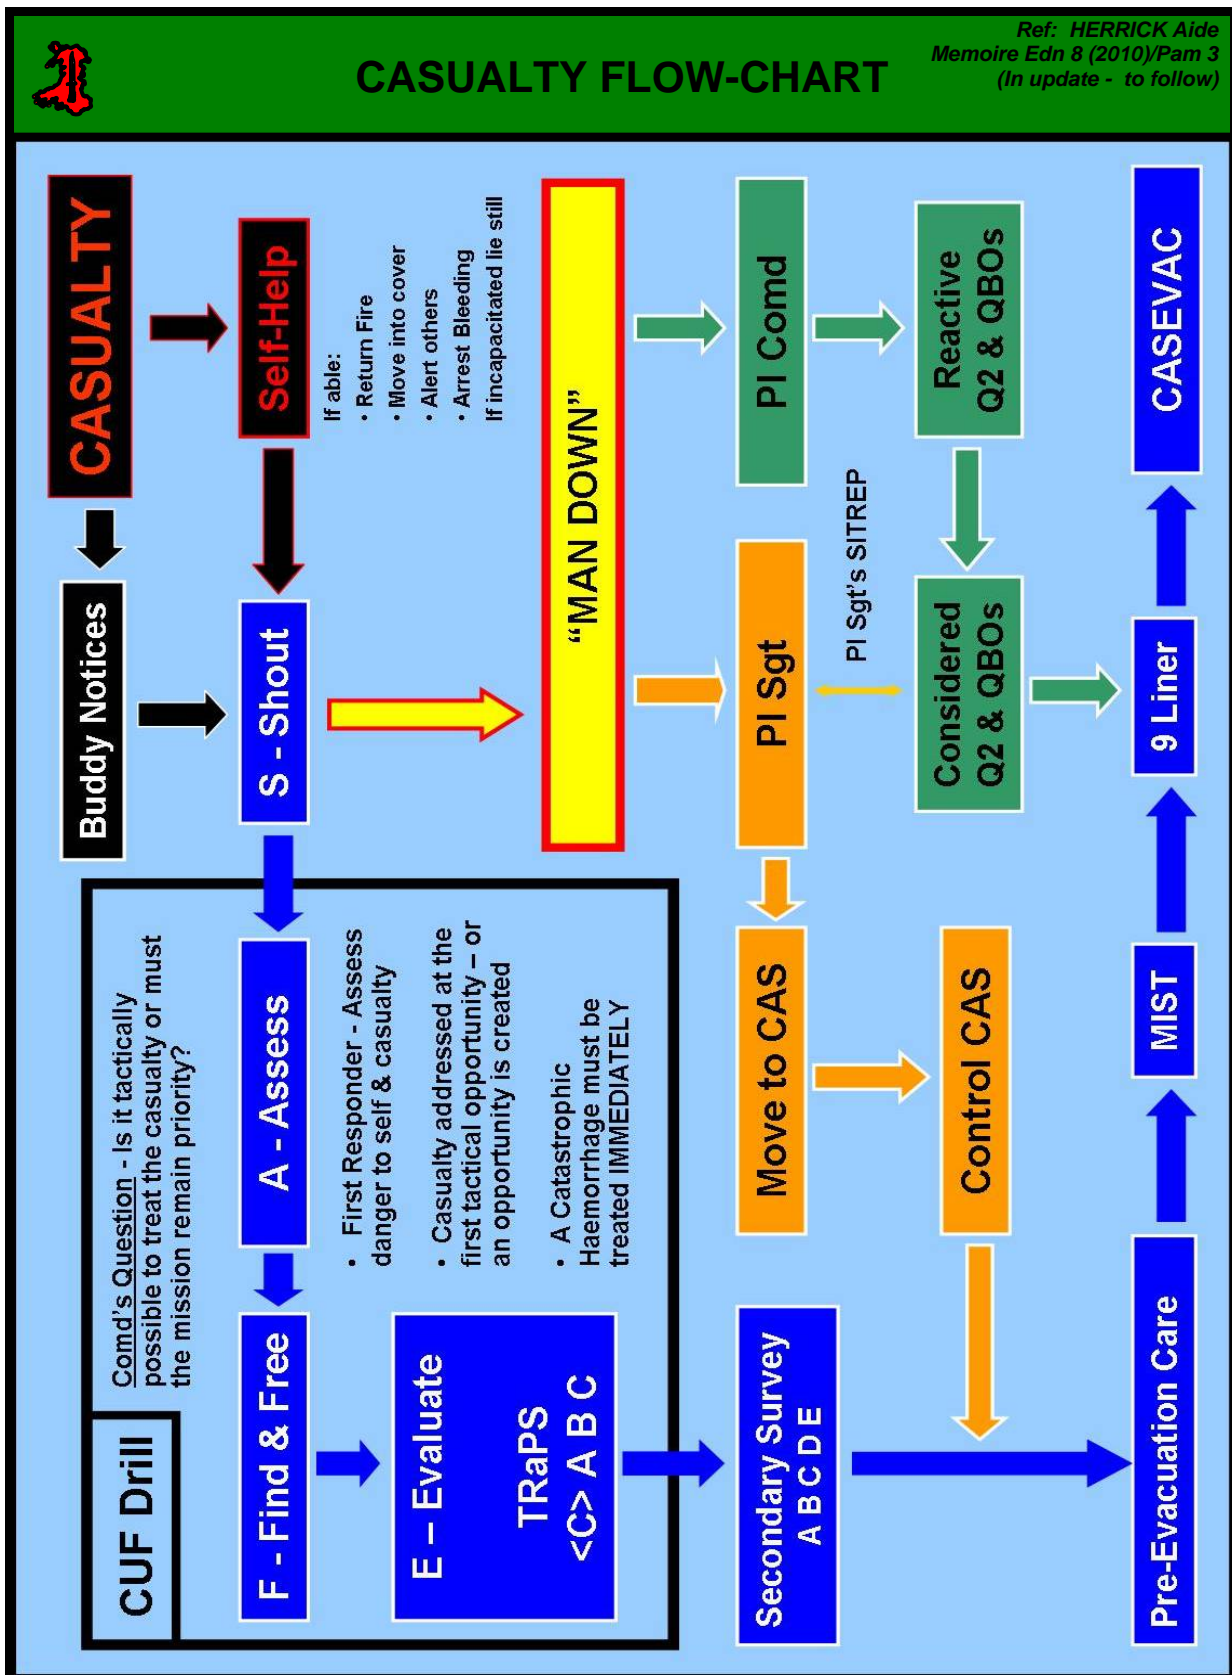 CASUALTY FLOW-CHART
Ref: HERRICK Aide
Memoire Edn 8 (2010)/Pam 3
(In update - to follow)
CUF Drill
Comd's Question - Is it tactically
possible to treat the casualty or must
the mission remain priority?
Buddy Notices
CASUALTY
F - Find & Free
A - Assess
S - Shout
Self-Help
If able:
• Return Fire
• Move into cover
• Alert others
• Arrest Bleeding
If incapacitated lie still
E – Evaluate
TRaPS
<C> A B C
• First Responder - Assess
danger to self & casualty
• Casualty addressed at the
first tactical opportunity – or
an opportunity is created
• A Catastrophic
Haemorrhage must be
treated IMMEDIATELY
“MAN DOWN”
Secondary Survey
A B C D E
Move to CAS
Pl Sgt
Pl Comd
Pl Sgt's SITREP
Control CAS
Considered
Q2 & QBOs
Reactive
Q2 & QBOs
Pre-Evacuation Care
MIST
9 Liner
CASEVAC